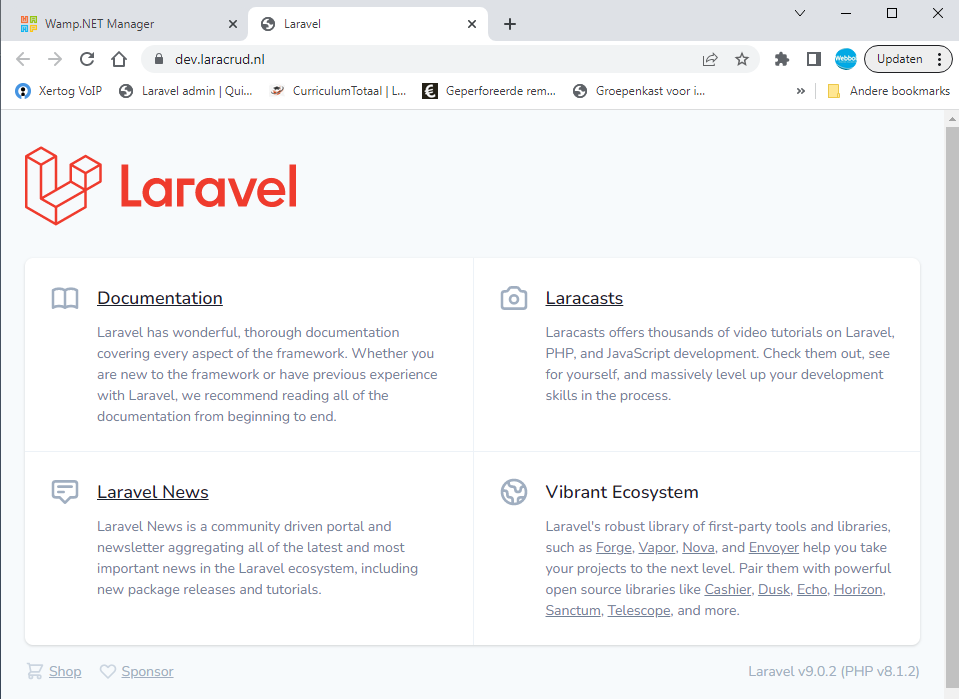 Wamp.NET Manager
Laravel
dev.laracrud.nl
Webbo
Updaten
Xertog VoIP
Laravel admin | Qui...
CurriculumTotaal | L...
Geperforeerde rem...
Groepenkast voor i...
»
Andere bookmarks
Laravel
Documentation
Laravel has wonderful, thorough documentation
covering every aspect of the framework. Whether you
are new to the framework or have previous experience
with Laravel, we recommend reading all of the
documentation from beginning to end.
Laracasts
Laracasts offers thousands of video tutorials on Laravel,
PHP, and JavaScript development. Check them out, see
for yourself, and massively level up your development
skills in the process.
Laravel News
Laravel News is a community driven portal and
newsletter aggregating all of the latest and most
important news in the Laravel ecosystem, including
new package releases and tutorials.
Vibrant Ecosystem
Laravel's robust library of first-party tools and libraries,
such as Forge, Vapor, Nova, and Envoyer help you take
your projects to the next level. Pair them with powerful
open source libraries like Cashier, Dusk, Echo, Horizon,
Sanctum, Telescope, and more.
Shop
Sponsor
Laravel v9.0.2 (PHP v8.1.2)